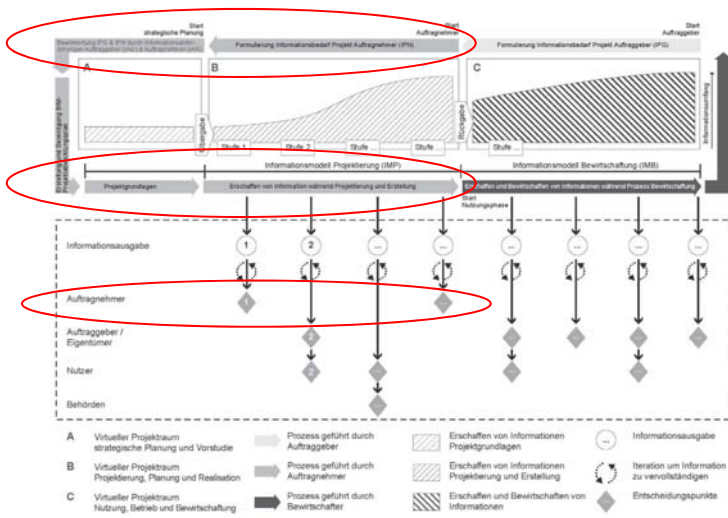 Start
strategische Planung
Start
Auftragnehmer
Start
Auftraggeber
Formulierung Informationsbedarf Projekt Auftragnehmer (IPN)
Formulierung Informationsbedarf Projekt Auftraggeber (IPG)
A
B
C
Übergabe
Rückgabe
Informationsumfang
Stufe 1
Stufe 2
Stufe ...
Stufe ...
Stufe ...
Informationsmodell Projektierung (IMP)
Informationsmodell Bewirtschaftung (IMB)
Projektgrundlagen
Erschaffen von Information während Projektierung und Erstellung
Erschaffen und Bewirtschaften von Informationen während Prozess Bewirtschaftung
Start
Nutzungsphase
Informationsausgabe
1
2
...
...
...
...
...
...
Auftragnehmer
1
...
Auftraggeber /
Eigentümer
2
...
...
...
...
Nutzer
2
...
...
...
Behörden
...
A Virtueller Projektraum
strategische Planung und Vorstudie
B Virtueller Projektraum
Projektierung, Planung und Realisation
C Virtueller Projektraum
Nutzung, Betrieb und Bewirtschaftung
Prozess geführt durch
Auftraggeber
Prozess geführt durch
Auftragnehmer
Prozess geführt durch
Bewirtschafter
Erschaffen von Informationen
Projektgrundlagen
Erschaffen von Informationen
Projektierung und Erstellung
Erschaffen und Bewirtschaften von
Informationen
... Informationsausgabe
Iteration um Information
zu vervollständigen
Entscheidungspunkte